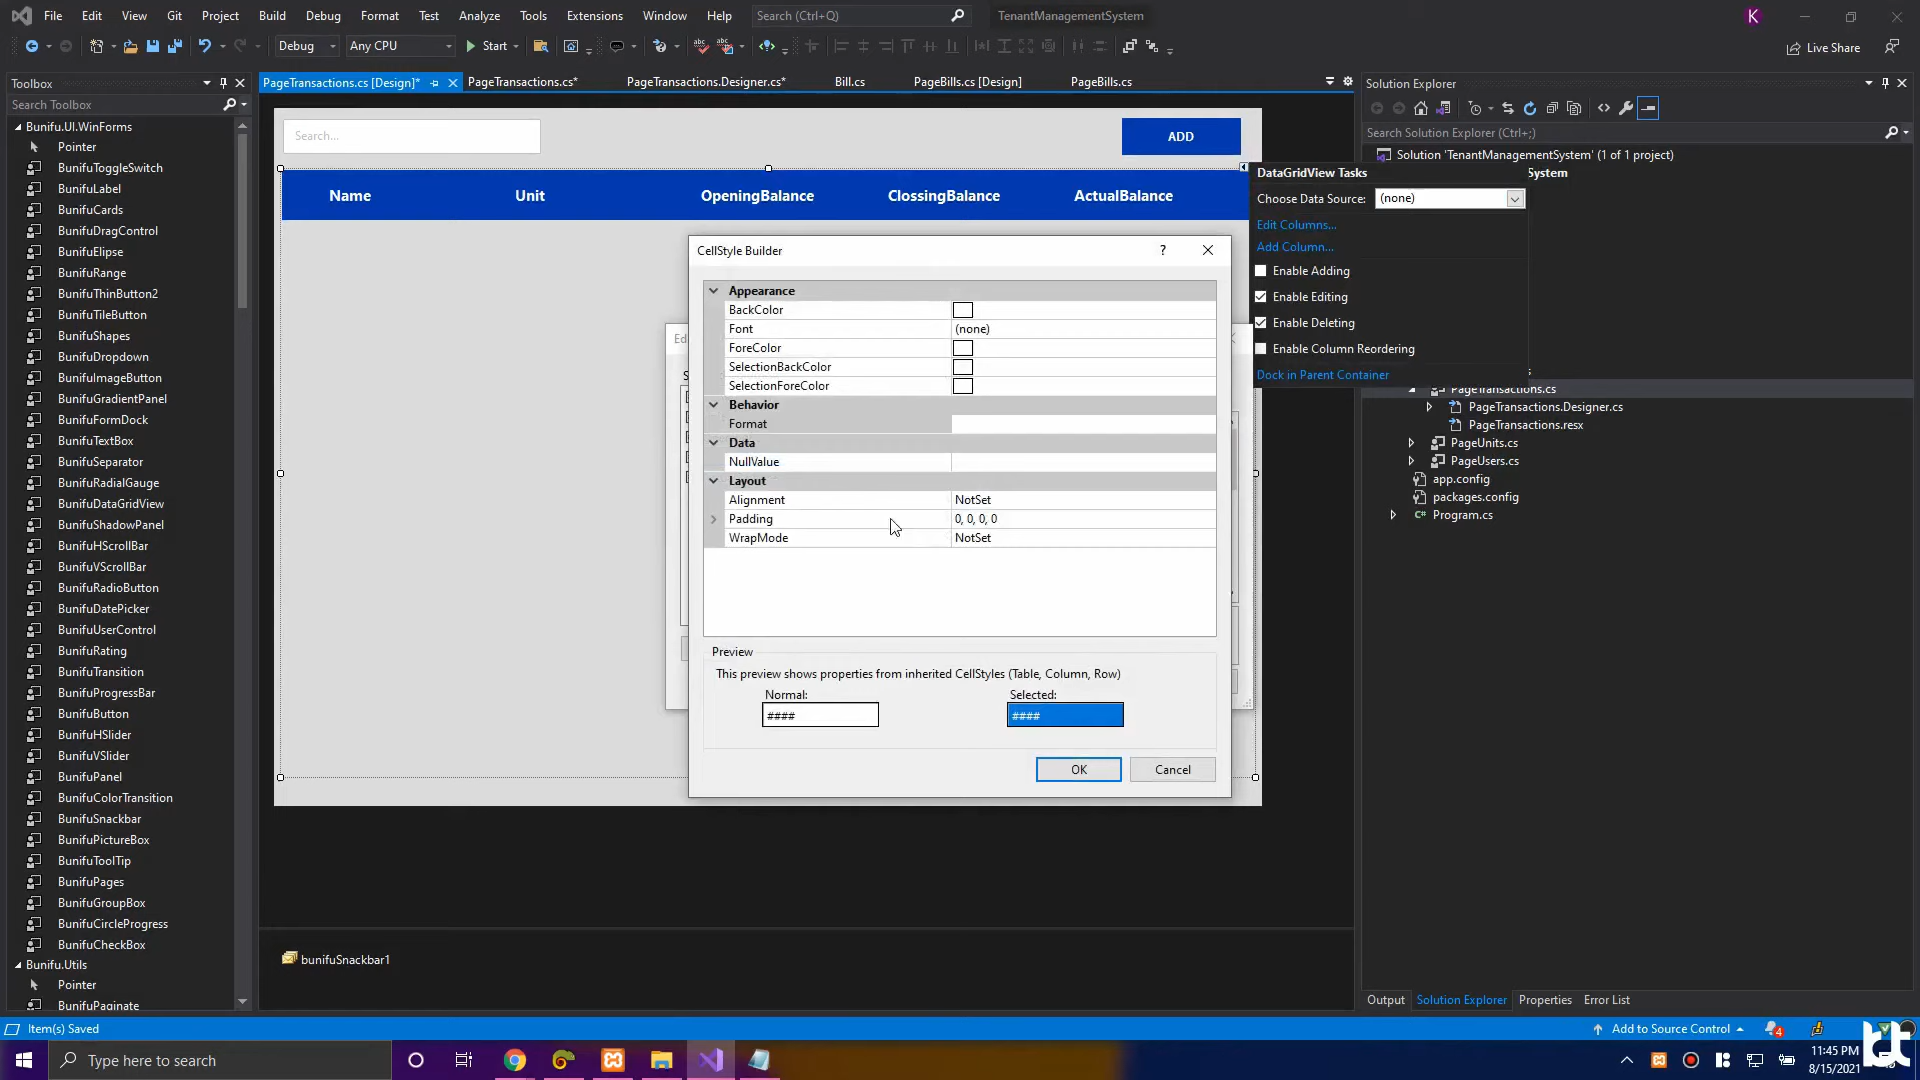 File Edit View Git Project Build Debug Format Test Analyze Tools Extensions Window Help Search (Ctrl+Q) TenantManagementSystem K
Debug Any CPU Start Live Share
Toolbox
Search Toolbox
Bunifu.UI.WinForms
Pointer
BunifuToggleSwitch
BunifuLabel
BunifuCards
BunifuDragControl
BunifuElipse
BunifuRange
BunifuThinButton2
BunifuTileButton
BunifuShapes
BunifuDropdown
BunifuImageButton
BunifuGradientPanel
BunifuFormDock
BunifuTextBox
BunifuSeparator
BunifuRadialGauge
BunifuDataGridView
BunifuShadowPanel
BunifuHScrollBar
BunifuVScrollBar
BunifuRadioButton
BunifuDatePicker
BunifuUserControl
BunifuRating
BunifuTransition
BunifuProgressBar
BunifuButton
BunifuHSlider
BunifuVSlider
BunifuPanel
BunifuColorTransition
BunifuSnackbar
BunifuPictureBox
BunifuToolTip
BunifuPages
BunifuGroupBox
BunifuCircleProgress
BunifuCheckBox
Bunifu.Utils
Pointer
BunifuPaginate
PageTransactions.cs [Design]* PageTransactions.cs* PageTransactions.Designer.cs* Bill.cs PageBills.cs [Design] PageBills.cs
Search... ADD
Name Unit OpeningBalance ClossingBalance ActualBalance
DataGridView Tasks
Choose Data Source: (none)
Edit Columns...
Add Column...
Enable Adding
Enable Editing
Enable Deleting
Enable Column Reordering
Dock in Parent Container
CellStyle Builder ?
Appearance
BackColor
Font (none)
ForeColor
SelectionBackColor
SelectionForeColor
Behavior
Format
Data
NullValue
Layout
Alignment NotSet
Padding 0, 0, 0, 0
WrapMode NotSet
Preview
This preview shows properties from inherited CellStyles (Table, Column, Row)
Normal: Selected:
#### ####
OK Cancel
bunifuSnackbar1
Solution Explorer
Search Solution Explorer (Ctrl+;)
Solution 'TenantManagementSystem' (1 of 1 project)
System
PageTransactions.cs
PageTransactions.Designer.cs
PageTransactions.resx
PageUnits.cs
PageUsers.cs
app.config
packages.config
C# Program.cs
Output Solution Explorer Properties Error List
Item(s) Saved Add to Source Control 4
Type here to search 11:45 PM
8/15/2021